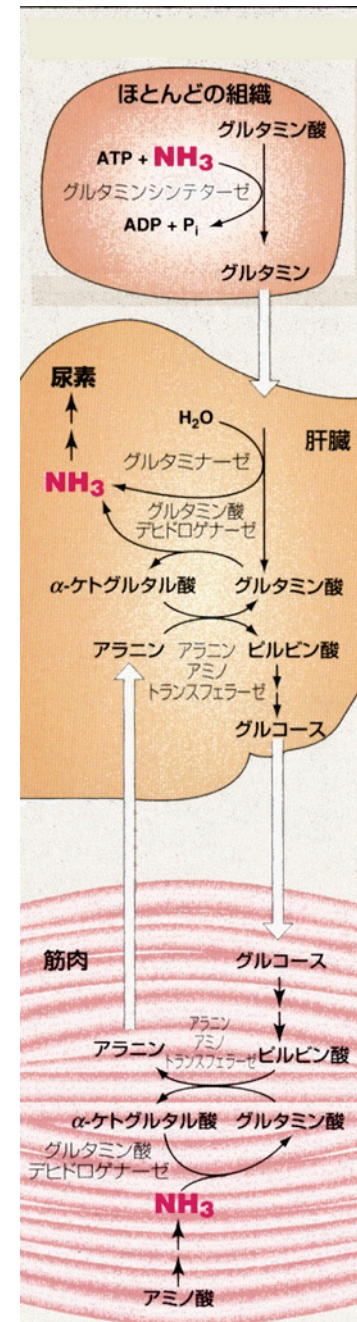 ほとんどの組織
グルタミン酸
ATP + NH₃
グルタミンシンテターゼ
ADP + Pᵢ
グルタミン
尿素
H₂O
肝臓
グルタミナーゼ
NH₃
グルタミン酸
デヒドロゲナーゼ
α-ケトグルタル酸 グルタミン酸
アラニン アラニン ピルビン酸
アミノ
トランスフェラーゼ
グルコース
筋肉
グルコース
アラニン
アミノ
アラニン トランスフェラーゼ ピルビン酸
α-ケトグルタル酸 グルタミン酸
グルタミン酸
デヒドロゲナーゼ
NH₃
アミノ酸